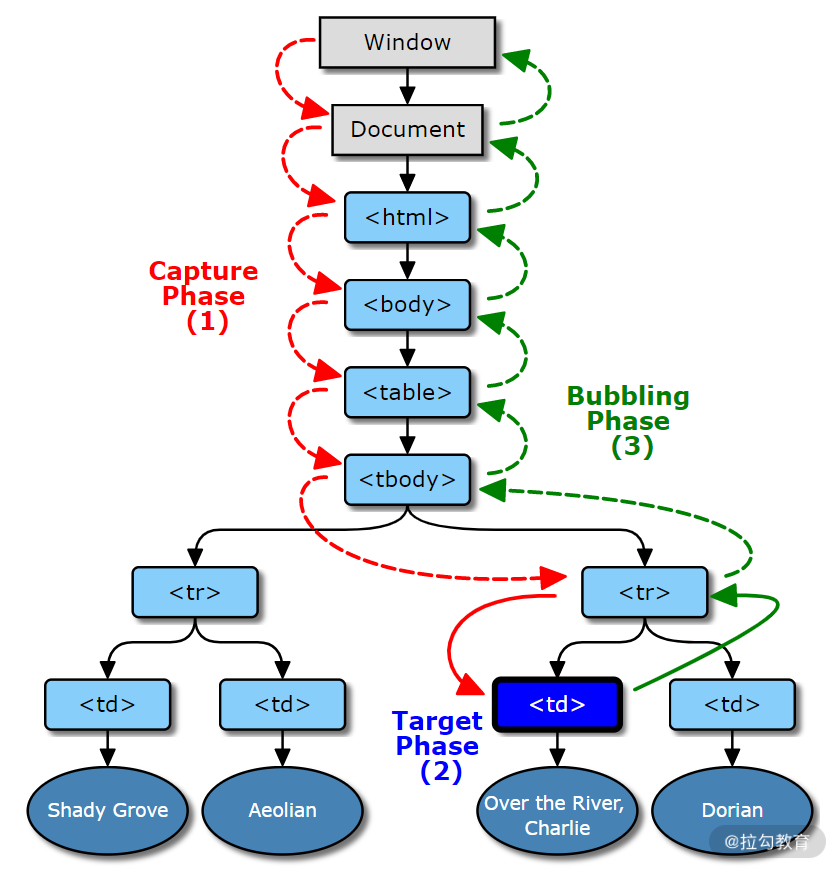 Window
Document
<html>
Capture
Phase
(1)
<body>
<table>
Bubbling
Phase
(3)
<tbody>
<tr>
<tr>
<td>
<td>
<td>
<td>
Target
Phase
(2)
Shady Grove
Aeolian
Over the River,
Charlie
Dorian
@拉勾教育